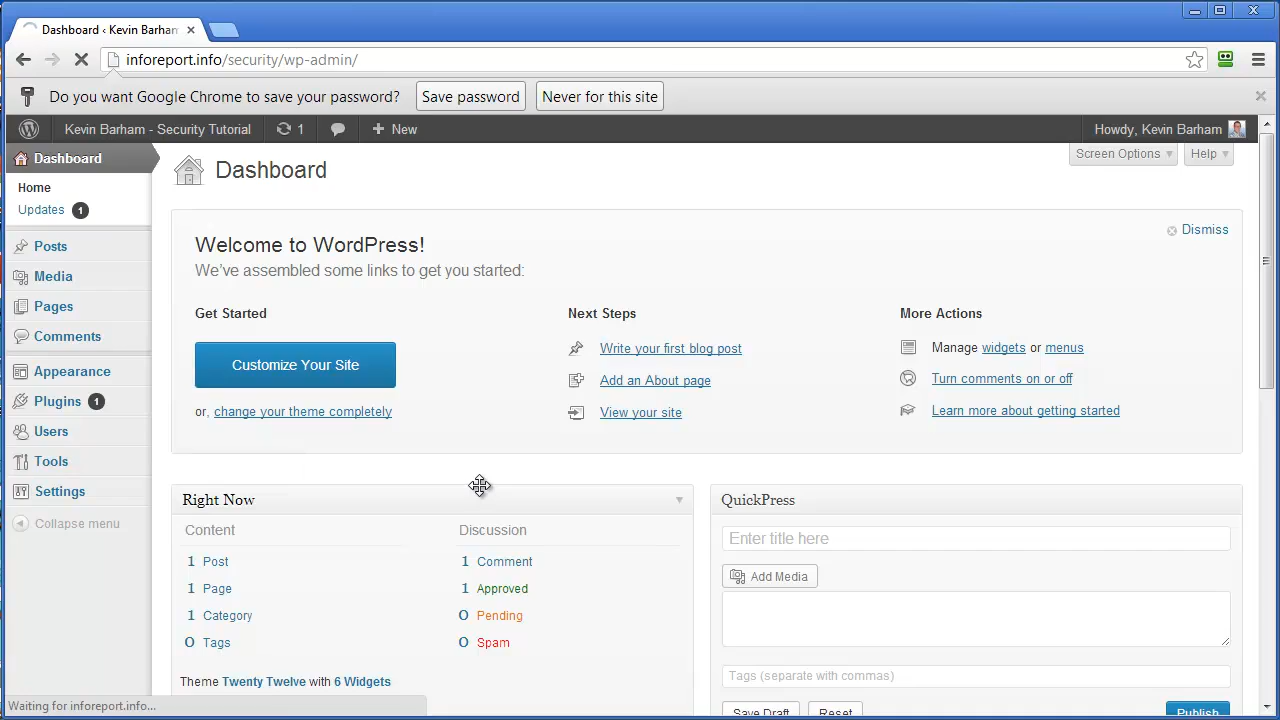 Dashboard ‹ Kevin Barham
inforeport.info/security/wp-admin/
Do you want Google Chrome to save your password? Save password Never for this site
Kevin Barham - Security Tutorial 1 New Howdy, Kevin Barham
Dashboard
Home
Updates 1
Posts
Media
Pages
Comments
Appearance
Plugins 1
Users
Tools
Settings
Collapse menu
Screen Options Help
Dashboard
Dismiss
Welcome to WordPress!
We've assembled some links to get you started:
Get Started
Customize Your Site
or, change your theme completely
Next Steps
Write your first blog post
Add an About page
View your site
More Actions
Manage widgets or menus
Turn comments on or off
Learn more about getting started
Right Now
Content
1 Post
1 Page
1 Category
0 Tags
Discussion
1 Comment
1 Approved
0 Pending
0 Spam
Theme Twenty Twelve with 6 Widgets
QuickPress
Enter title here
Add Media
Tags (separate with commas)
Save Draft Reset Publish
Waiting for inforeport.info...